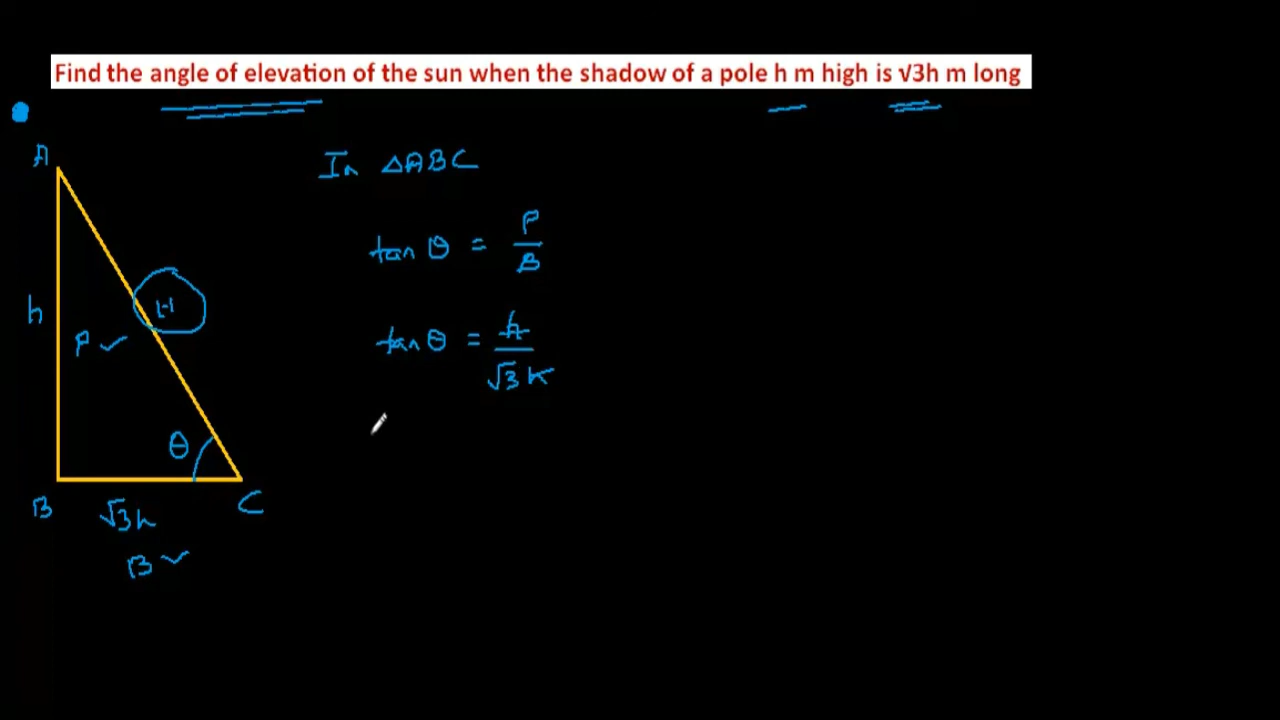 Find the angle of elevation of the sun when the shadow of a pole h m high is √3h m long
A
In △ABC
tan θ = P/B
h
H
P ✓
tan θ = h/√3h
θ
B
√3h
C
B ✓